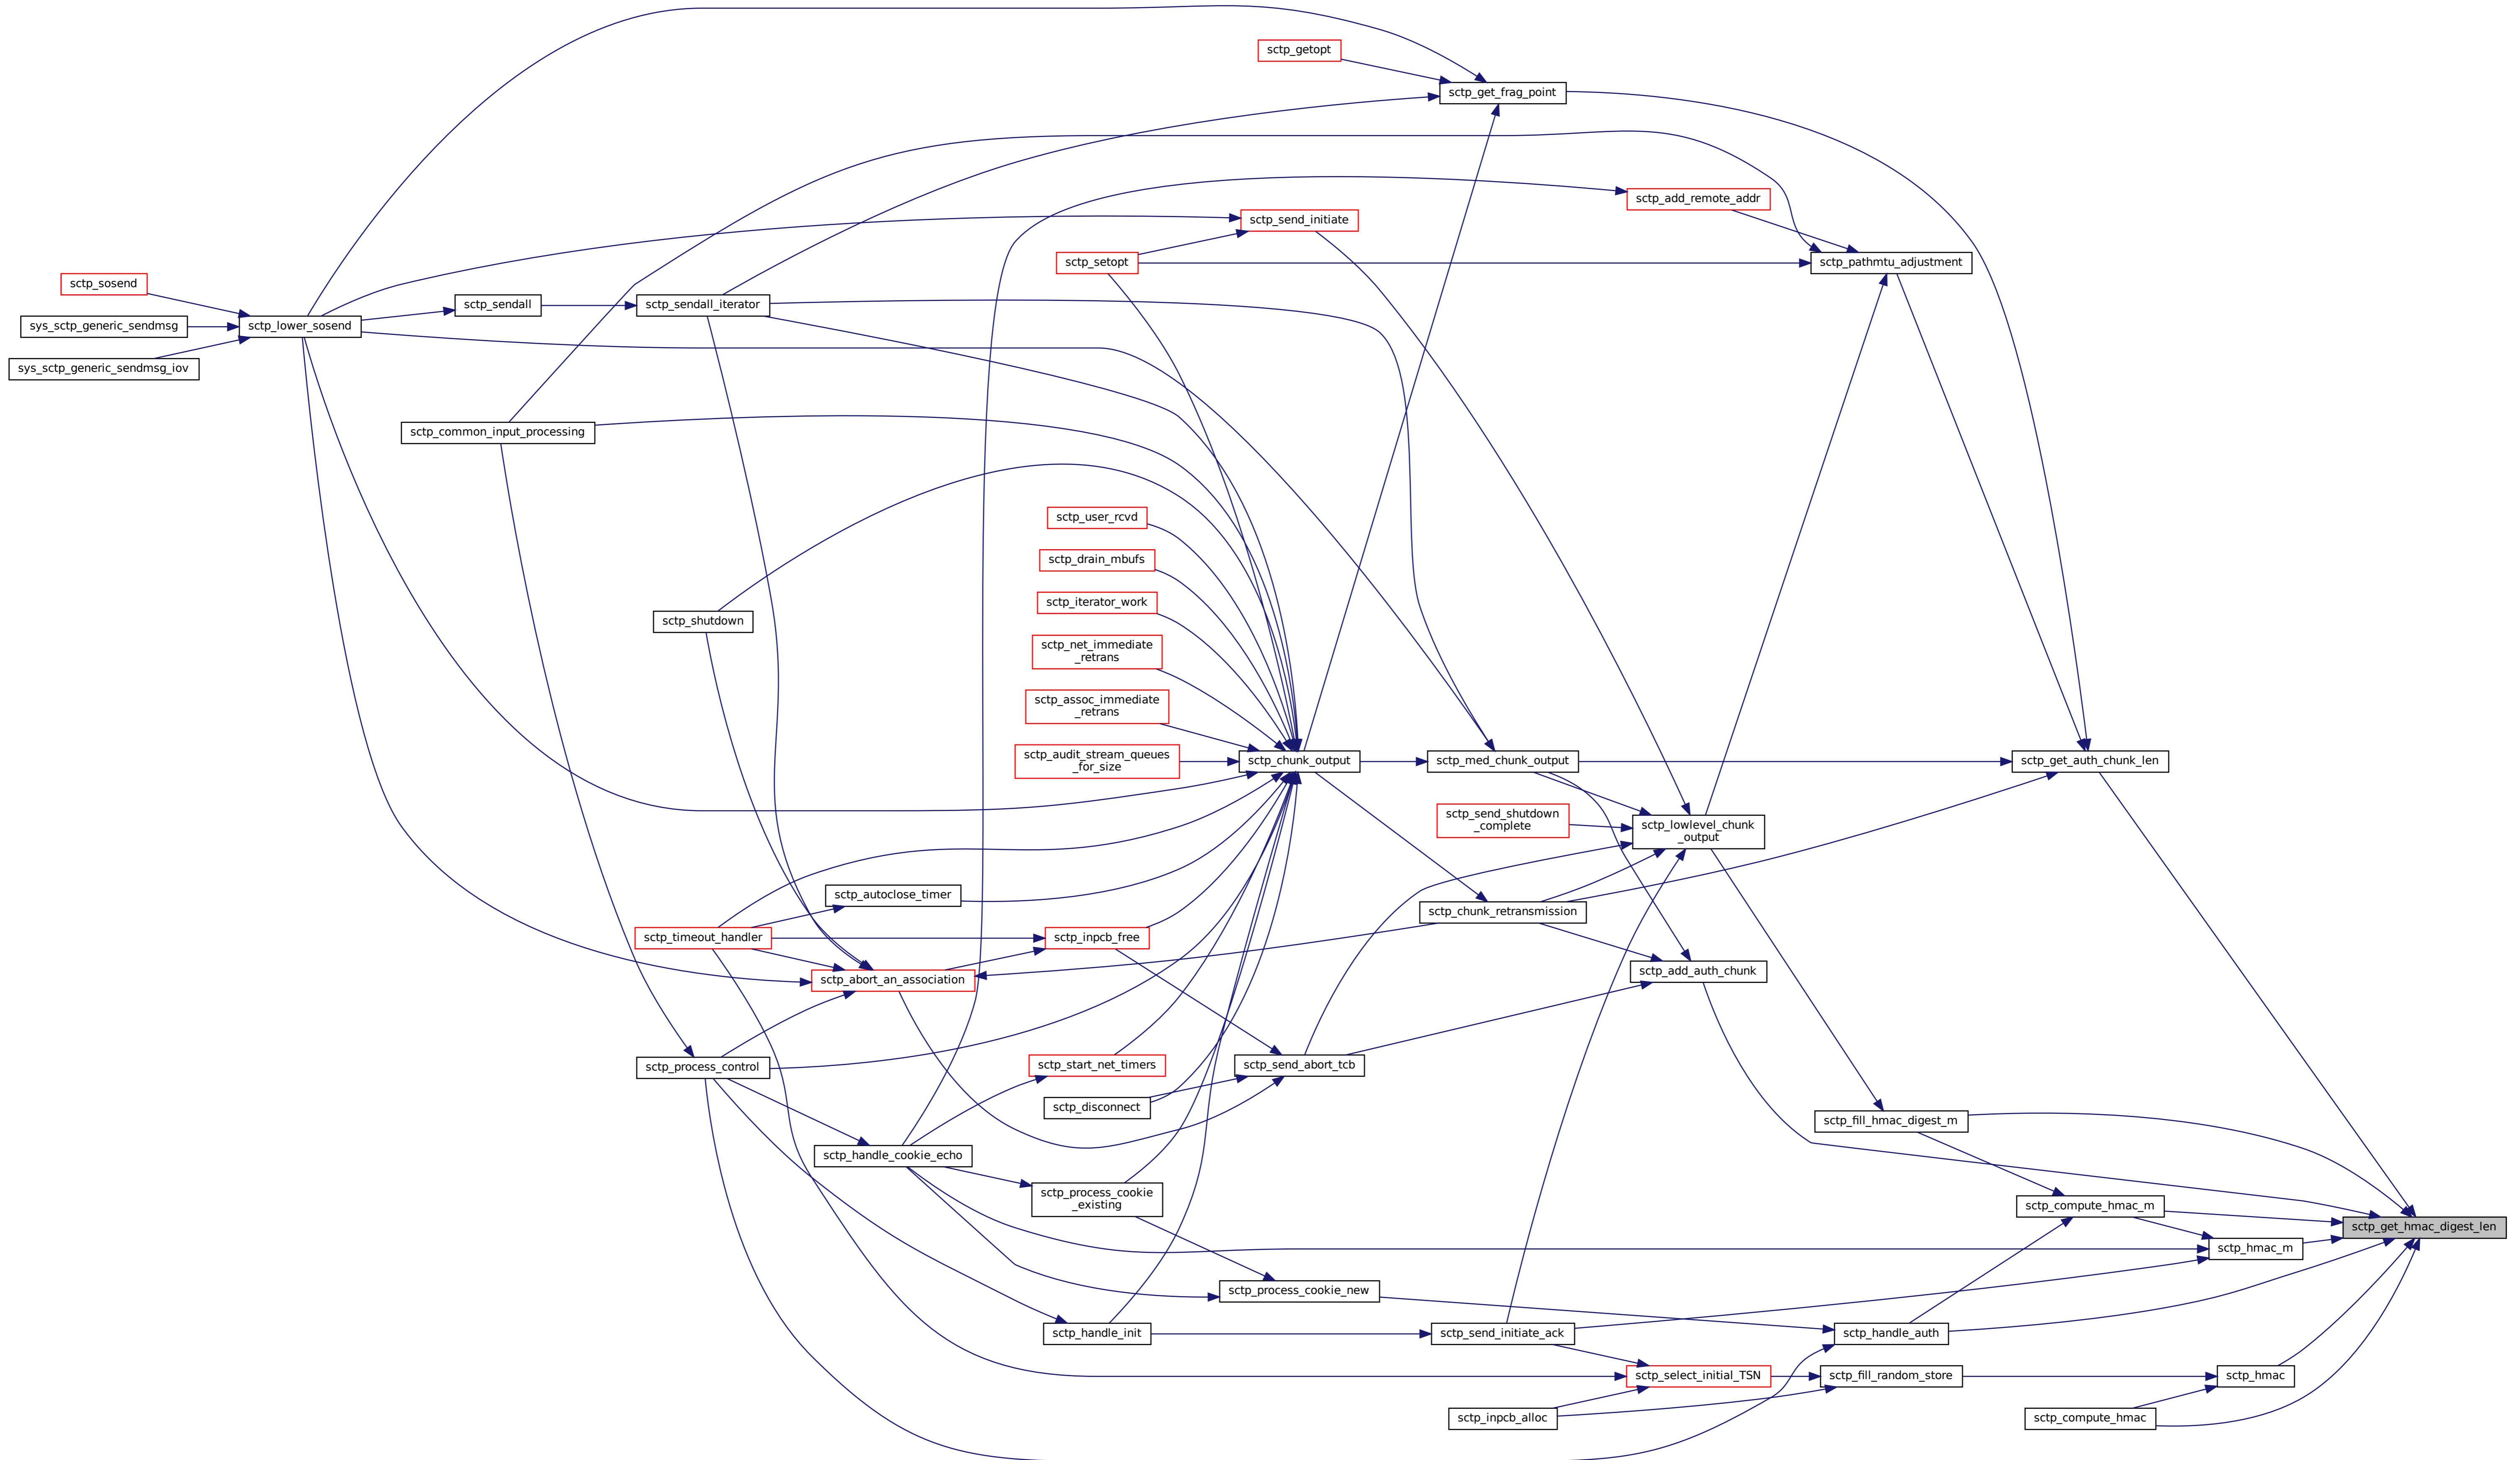 sctp_getopt
sctp_get_frag_point
sctp_add_remote_addr
sctp_send_initiate
sctp_setopt
sctp_pathmtu_adjustment
sctp_sosend
sctp_sendall
sctp_sendall_iterator
sys_sctp_generic_sendmsg
sctp_lower_sosend
sys_sctp_generic_sendmsg_iov
sctp_common_input_processing
sctp_user_rcvd
sctp_drain_mbufs
sctp_iterator_work
sctp_shutdown
sctp_net_immediate
_retrans
sctp_assoc_immediate
_retrans
sctp_audit_stream_queues
_for_size
sctp_chunk_output
sctp_med_chunk_output
sctp_get_auth_chunk_len
sctp_send_shutdown
_complete
sctp_lowlevel_chunk
_output
sctp_autoclose_timer
sctp_chunk_retransmission
sctp_timeout_handler
sctp_inpcb_free
sctp_abort_an_association
sctp_add_auth_chunk
sctp_process_control
sctp_start_net_timers
sctp_send_abort_tcb
sctp_disconnect
sctp_fill_hmac_digest_m
sctp_handle_cookie_echo
sctp_process_cookie
_existing
sctp_compute_hmac_m
sctp_get_hmac_digest_len
sctp_hmac_m
sctp_process_cookie_new
sctp_handle_init
sctp_send_initiate_ack
sctp_handle_auth
sctp_select_initial_TSN
sctp_fill_random_store
sctp_hmac
sctp_inpcb_alloc
sctp_compute_hmac